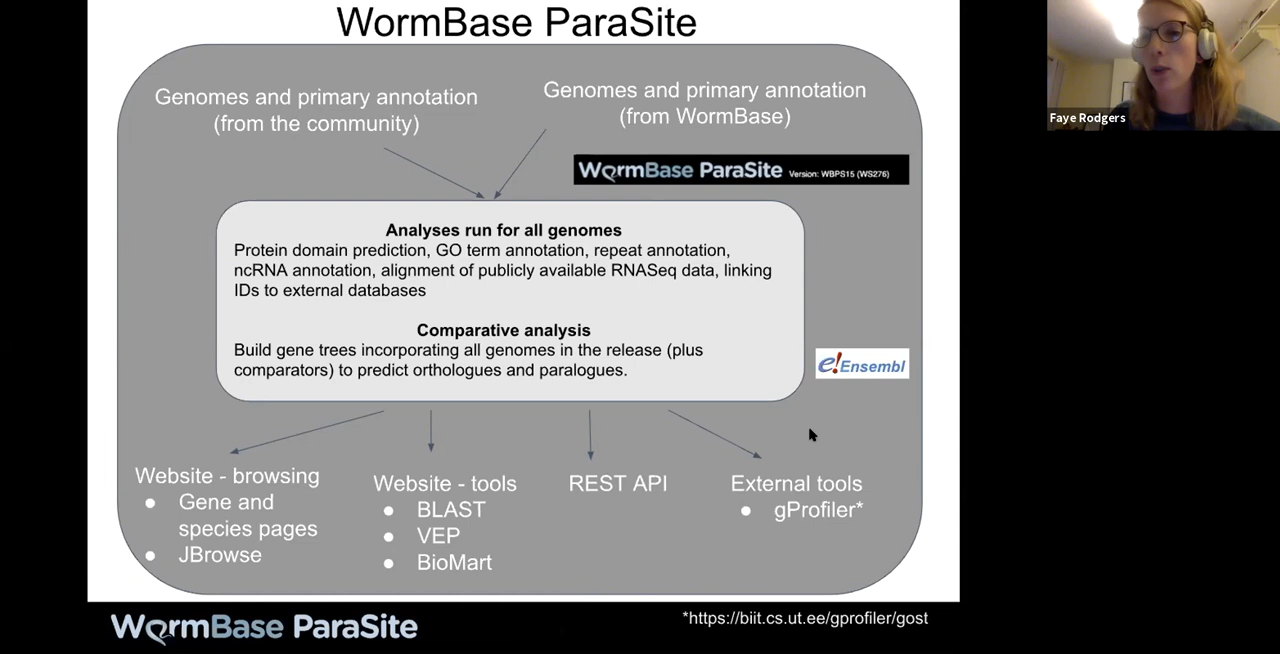 WormBase ParaSite
Genomes and primary annotation
(from the community)
Genomes and primary annotation
(from WormBase)
WormBase ParaSite Version: WBPS15 (WS276)
Analyses run for all genomes
Protein domain prediction, GO term annotation, repeat annotation,
ncRNA annotation, alignment of publicly available RNASeq data, linking
IDs to external databases
Comparative analysis
Build gene trees incorporating all genomes in the release (plus
comparators) to predict orthologues and paralogues.
e!Ensembl
Website - browsing
● Gene and
species pages
● JBrowse
Website - tools
● BLAST
● VEP
● BioMart
REST API
External tools
● gProfiler*
WormBase ParaSite
*https://biit.cs.ut.ee/gprofiler/gost
Faye Rodgers